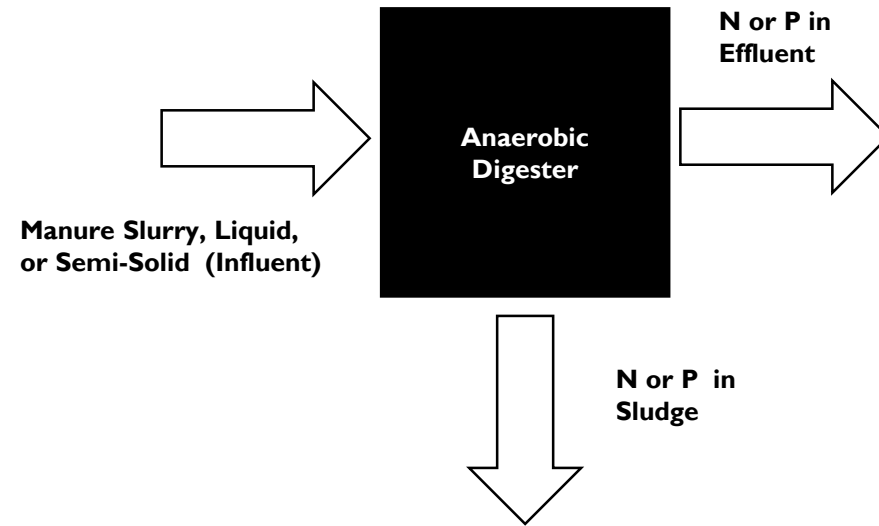 N or P in
Effluent
Anaerobic
Digester
Manure Slurry, Liquid,
or Semi-Solid (Influent)
N or P in
Sludge